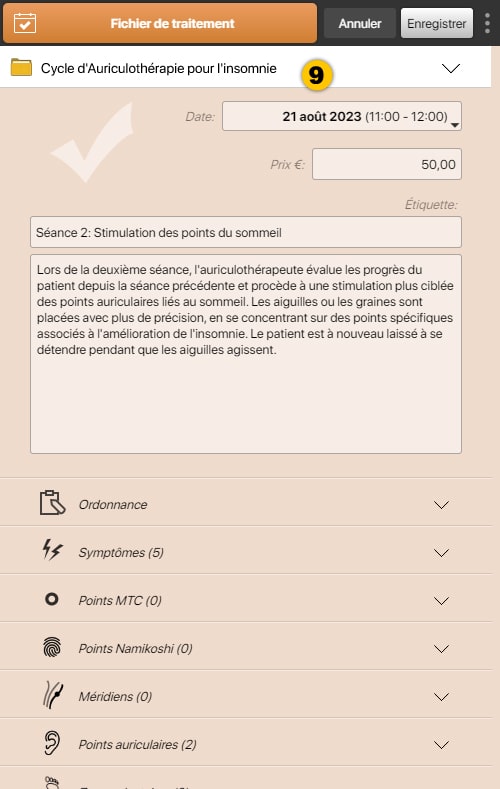 Fichier de traitement
Annuler
Enregistrer
Cycle d'Auriculothérapie pour l'insomnie
9
Date: 21 août 2023 (11:00 - 12:00)
Prix €: 50,00
Étiquette:
Séance 2: Stimulation des points du sommeil
Lors de la deuxième séance, l'auriculothérapeute évalue les progrès du
patient depuis la séance précédente et procède à une stimulation plus ciblée
des points auriculaires liés au sommeil. Les aiguilles ou les graines sont
placées avec plus de précision, en se concentrant sur des points spécifiques
associés à l'amélioration de l'insomnie. Le patient est à nouveau laissé à se
détendre pendant que les aiguilles agissent.
Ordonnance
Symptômes (5)
Points MTC (0)
Points Namikoshi (0)
Méridiens (0)
Points auriculaires (2)